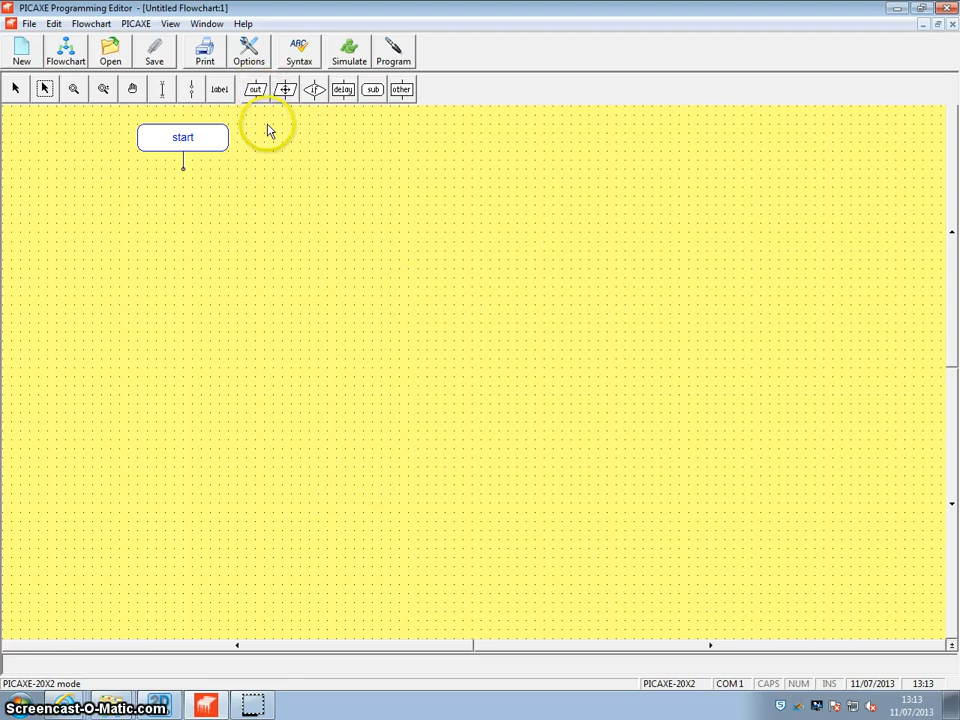 PICAXE Programming Editor - [Untitled Flowchart:1]
File Edit Flowchart PICAXE View Window Help
New Flowchart Open Save Print Options Syntax Simulate Program
ABC
label out if delay sub other
start
PICAXE-20X2 mode
PICAXE-20X2 COM 1 CAPS NUM INS 11/07/2013 13:13
13:13
11/07/2013
Screencast-O-Matic.com